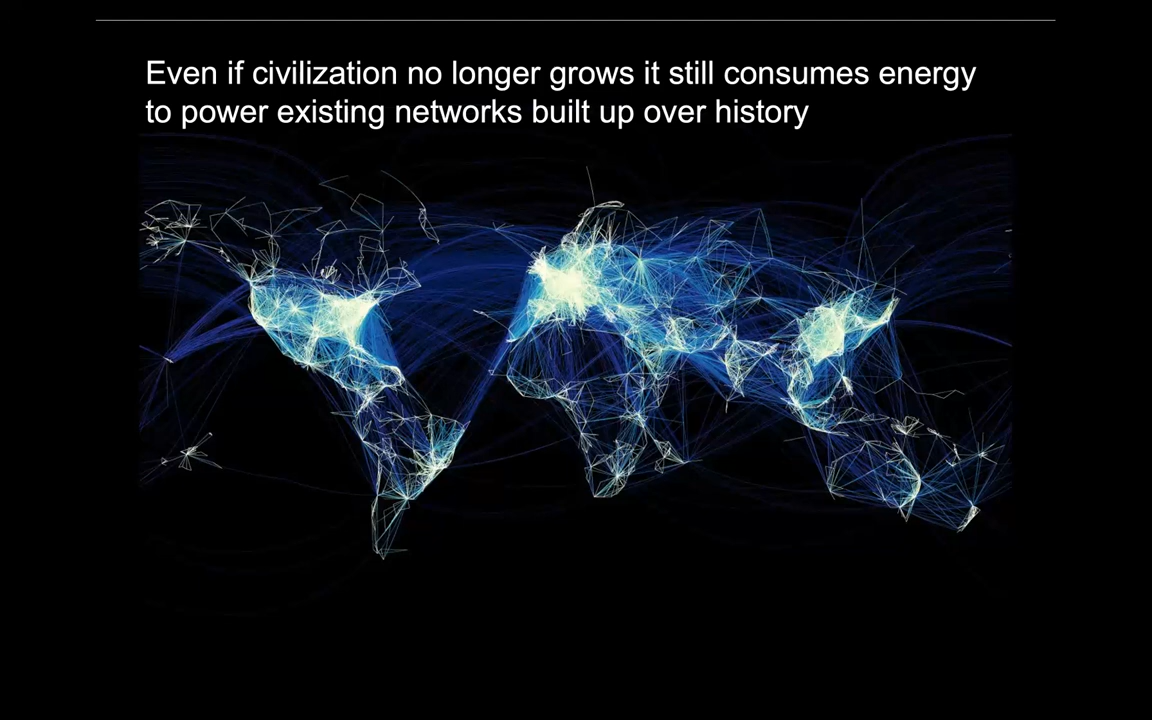 Even if civilization no longer grows it still consumes energy
to power existing networks built up over history